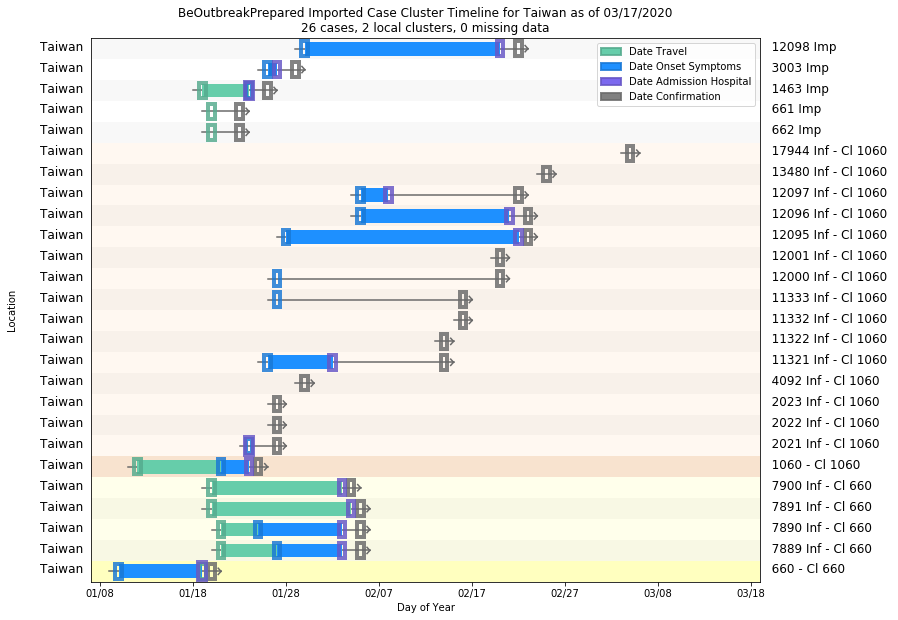 BeOutbreakPrepared Imported Case Cluster Timeline for Taiwan as of 03/17/2020
26 cases, 2 local clusters, 0 missing data
Date Travel
Date Onset Symptoms
Date Admission Hospital
Date Confirmation
Taiwan 12098 Imp
Taiwan 3003 Imp
Taiwan 1463 Imp
Taiwan 661 Imp
Taiwan 662 Imp
Taiwan 17944 Inf - Cl 1060
Taiwan 13480 Inf - Cl 1060
Taiwan 12097 Inf - Cl 1060
Taiwan 12096 Inf - Cl 1060
Taiwan 12095 Inf - Cl 1060
Taiwan 12001 Inf - Cl 1060
Taiwan 12000 Inf - Cl 1060
Taiwan 11333 Inf - Cl 1060
Taiwan 11332 Inf - Cl 1060
Taiwan 11322 Inf - Cl 1060
Taiwan 11321 Inf - Cl 1060
Taiwan 4092 Inf - Cl 1060
Taiwan 2023 Inf - Cl 1060
Taiwan 2022 Inf - Cl 1060
Taiwan 2021 Inf - Cl 1060
Taiwan 1060 - Cl 1060
Taiwan 7900 Inf - Cl 660
Taiwan 7891 Inf - Cl 660
Taiwan 7890 Inf - Cl 660
Taiwan 7889 Inf - Cl 660
Taiwan 660 - Cl 660
Location
01/08 01/18 01/28 02/07 02/17 02/27 03/08 03/18
Day of Year